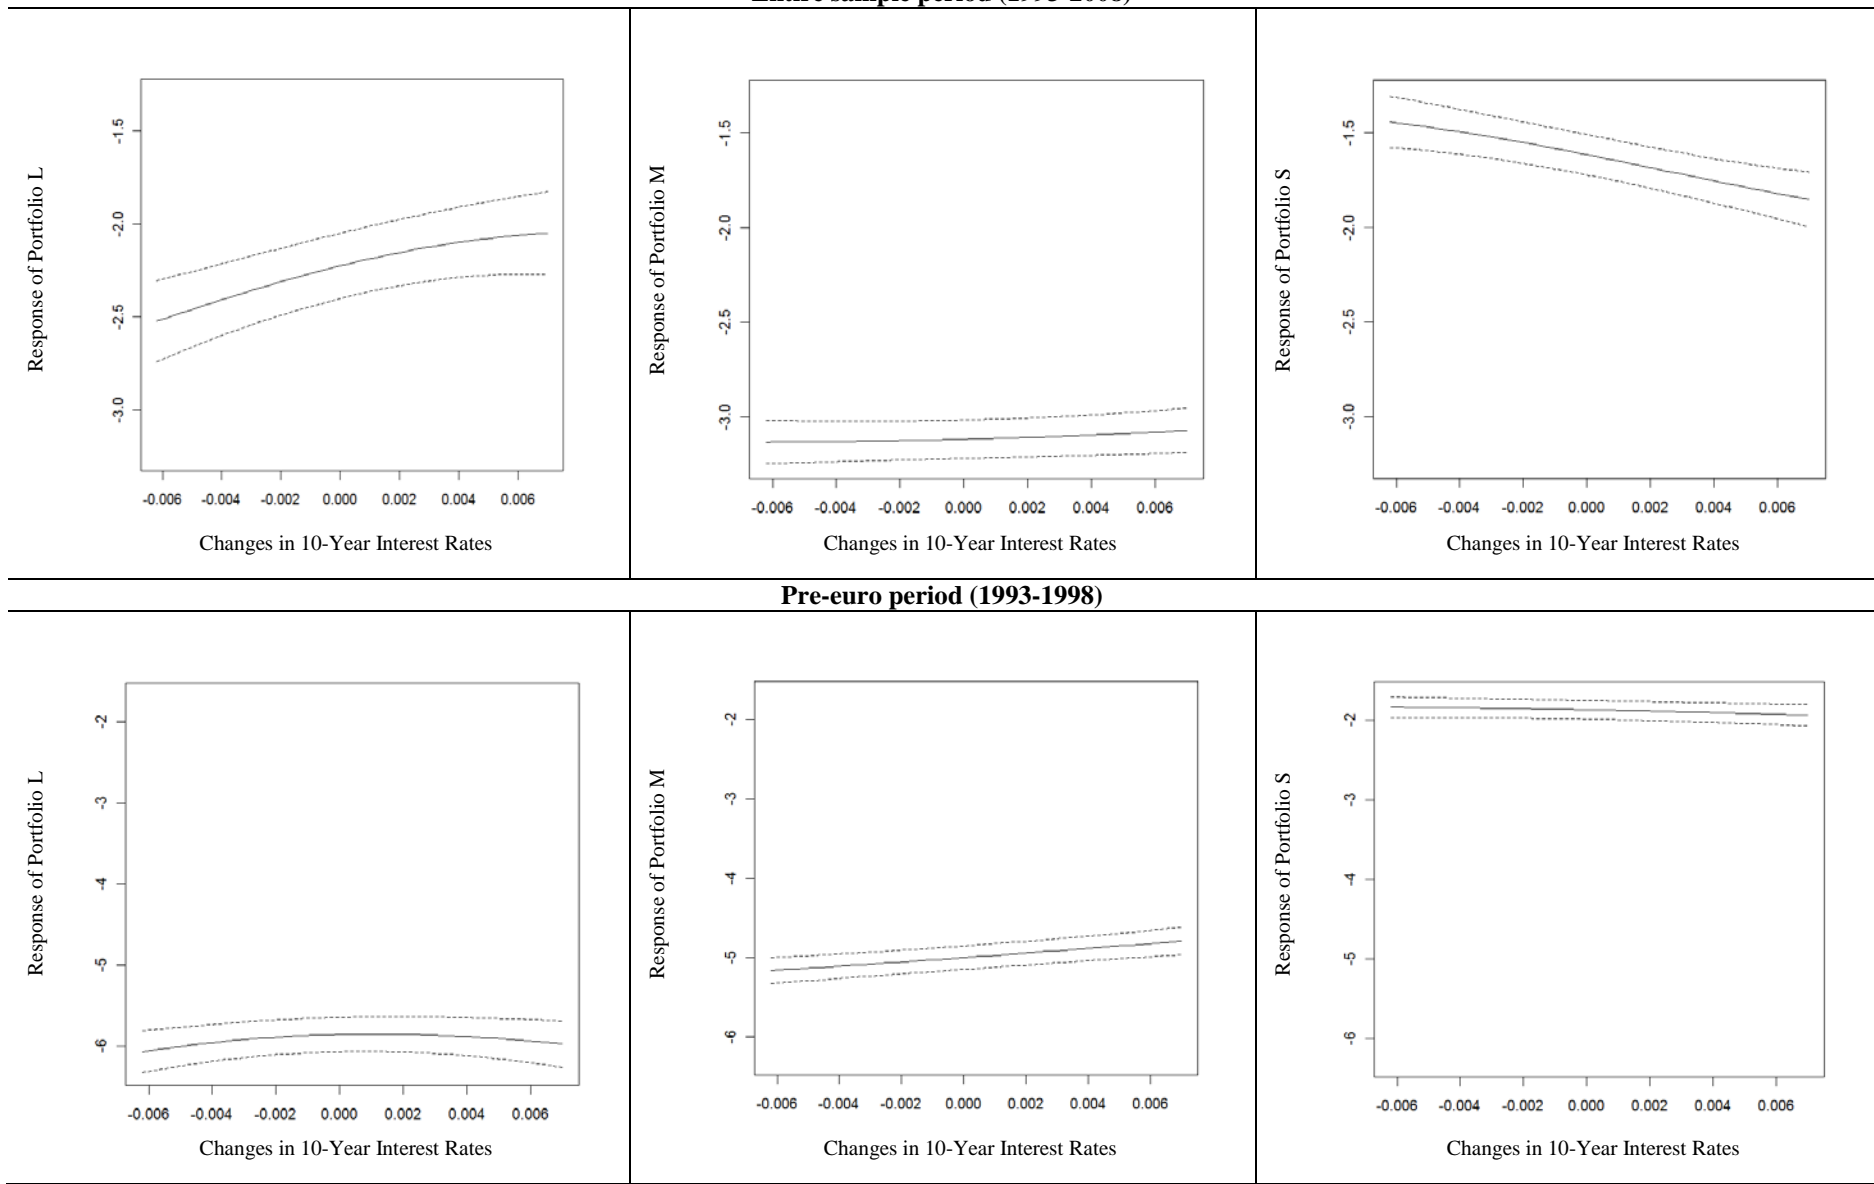 Entire sample period (1993-2008)
Response of Portfolio L
-1.5
-2.0
-2.5
-3.0
-0.006 -0.004 -0.002 0.000 0.002 0.004 0.006
Changes in 10-Year Interest Rates
Response of Portfolio M
-1.5
-2.0
-2.5
-3.0
-0.006 -0.004 -0.002 0.000 0.002 0.004 0.006
Changes in 10-Year Interest Rates
Response of Portfolio S
-1.5
-2.0
-2.5
-3.0
-0.006 -0.004 -0.002 0.000 0.002 0.004 0.006
Changes in 10-Year Interest Rates
Pre-euro period (1993-1998)
Response of Portfolio L
-2
-3
-4
-5
-6
-0.006 -0.004 -0.002 0.000 0.002 0.004 0.006
Changes in 10-Year Interest Rates
Response of Portfolio M
-2
-3
-4
-5
-6
-0.006 -0.004 -0.002 0.000 0.002 0.004 0.006
Changes in 10-Year Interest Rates
Response of Portfolio S
-2
-3
-4
-5
-6
-0.006 -0.004 -0.002 0.000 0.002 0.004 0.006
Changes in 10-Year Interest Rates